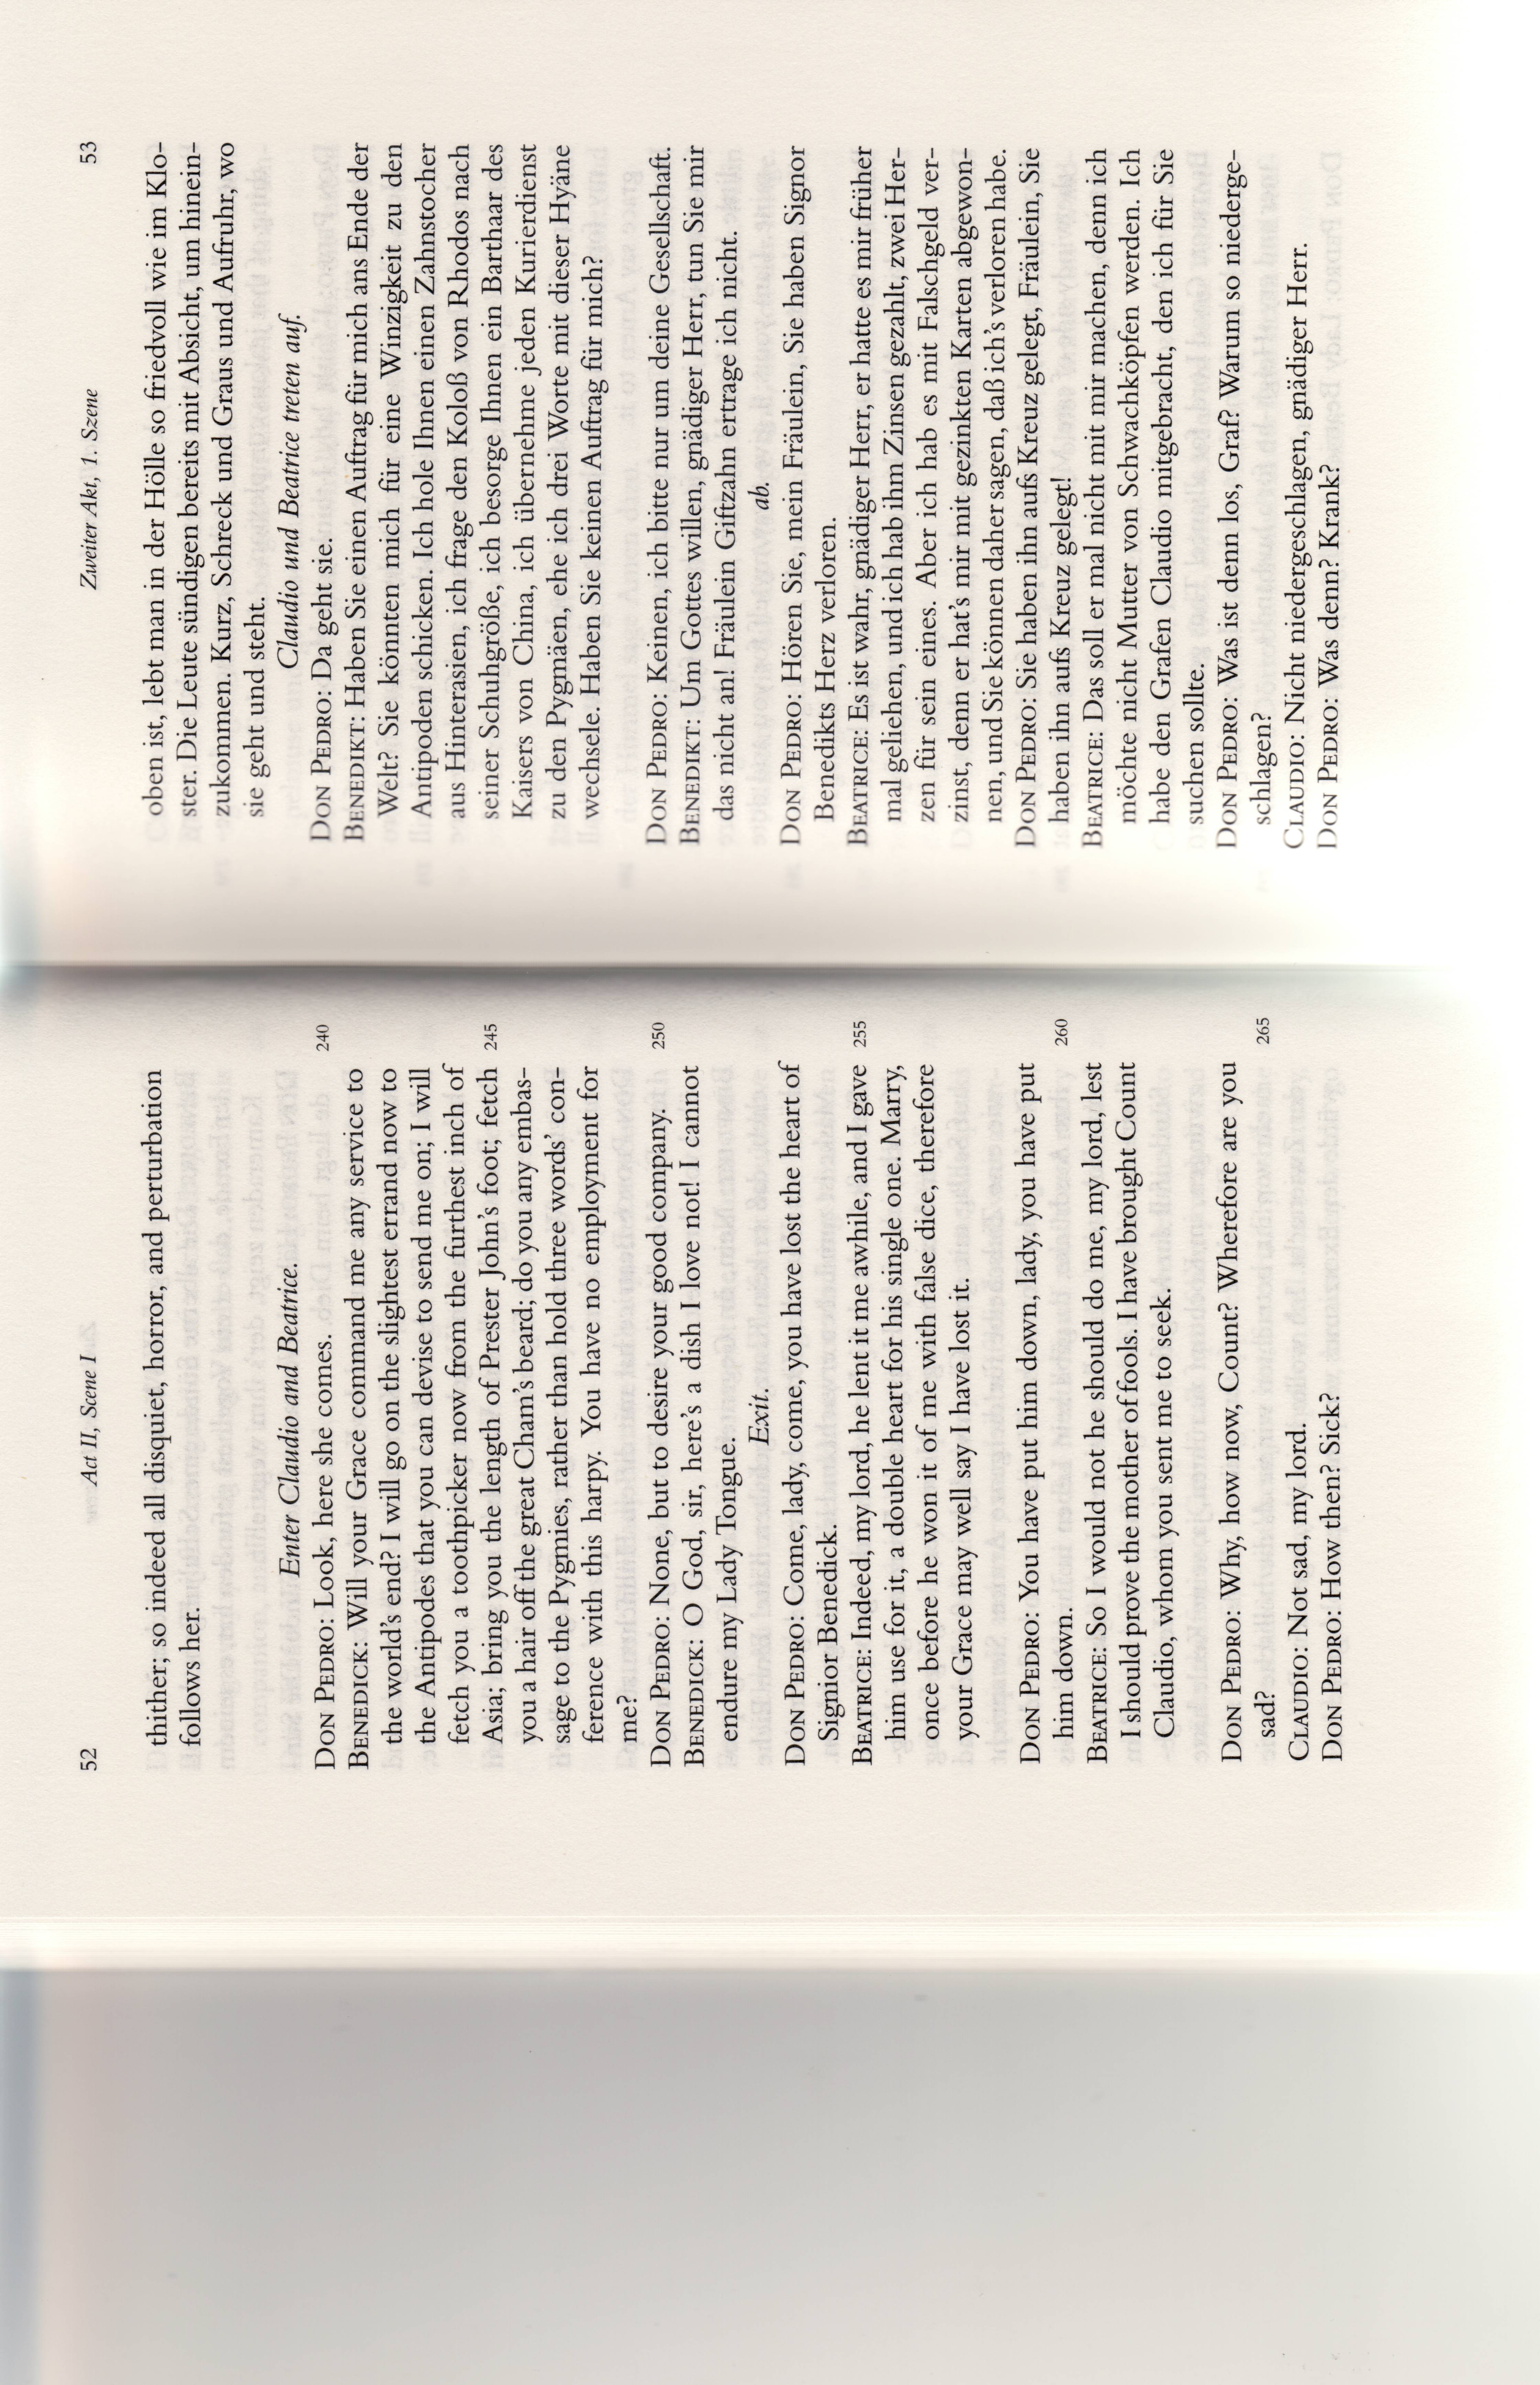 52
Act II, Scene I
thither; so indeed all disquiet, horror, and perturbation
follows her.
Enter Claudio and Beatrice.
DON PEDRO: Look, here she comes.
240
BENEDICK: Will your Grace command me any service to
the world's end? I will go on the slightest errand now to
the Antipodes that you can devise to send me on; I will
fetch you a toothpicker now from the furthest inch of
Asia; bring you the length of Prester John's foot; fetch
245
you a hair off the great Cham's beard; do you any embas-
sage to the Pygmies, rather than hold three words' con-
ference with this harpy. You have no employment for
me?
DON PEDRO: None, but to desire your good company.
250
BENEDICK: O God, sir, here's a dish I love not! I cannot
endure my Lady Tongue.
Exit.
DON PEDRO: Come, lady, come, you have lost the heart of
Signior Benedick.
BEATRICE: Indeed, my lord, he lent it me awhile, and I gave
255
him use for it, a double heart for his single one. Marry,
once before he won it of me with false dice, therefore
your Grace may well say I have lost it.
DON PEDRO: You have put him down, lady, you have put
him down.
260
BEATRICE: So I would not he should do me, my lord, lest
I should prove the mother of fools. I have brought Count
Claudio, whom you sent me to seek.
DON PEDRO: Why, how now, Count? Wherefore are you
sad?
265
CLAUDIO: Not sad, my lord.
DON PEDRO: How then? Sick?
Zweiter Akt, 1. Szene
53
oben ist, lebt man in der Hölle so friedvoll wie im Klo-
ster. Die Leute sündigen bereits mit Absicht, um hinein-
zukommen. Kurz, Schreck und Graus und Aufruhr, wo
sie geht und steht.
Claudio und Beatrice treten auf.
DON PEDRO: Da geht sie.
BENEDIKT: Haben Sie einen Auftrag für mich ans Ende der
Welt? Sie könnten mich für eine Winzigkeit zu den
Antipoden schicken. Ich hole Ihnen einen Zahnstocher
aus Hinterasien, ich frage den Koloß von Rhodos nach
seiner Schuhgröße, ich besorge Ihnen ein Barthaar des
Kaisers von China, ich übernehme jeden Kurierdienst
zu den Pygmäen, ehe ich drei Worte mit dieser Hyäne
wechsele. Haben Sie keinen Auftrag für mich?
DON PEDRO: Keinen, ich bitte nur um deine Gesellschaft.
BENEDIKT: Um Gottes willen, gnädiger Herr, tun Sie mir
das nicht an! Fräulein Giftzahn ertrage ich nicht.
ab.
DON PEDRO: Hören Sie, mein Fräulein, Sie haben Signor
Benedikts Herz verloren.
BEATRICE: Es ist wahr, gnädiger Herr, er hatte es mir früher
mal geliehen, und ich hab ihm Zinsen gezahlt, zwei Her-
zen für sein eines. Aber ich hab es mit Falschgeld ver-
zinst, denn er hat's mir mit gezinkten Karten abgewon-
nen, und Sie können daher sagen, daß ich's verloren habe.
DON PEDRO: Sie haben ihn aufs Kreuz gelegt, Fräulein, Sie
haben ihn aufs Kreuz gelegt!
BEATRICE: Das soll er mal nicht mit mir machen, denn ich
möchte nicht Mutter von Schwachköpfen werden. Ich
habe den Grafen Claudio mitgebracht, den ich für Sie
suchen sollte.
DON PEDRO: Was ist denn los, Graf? Warum so niederge-
schlagen?
CLAUDIO: Nicht niedergeschlagen, gnädiger Herr.
DON PEDRO: Was denn? Krank?